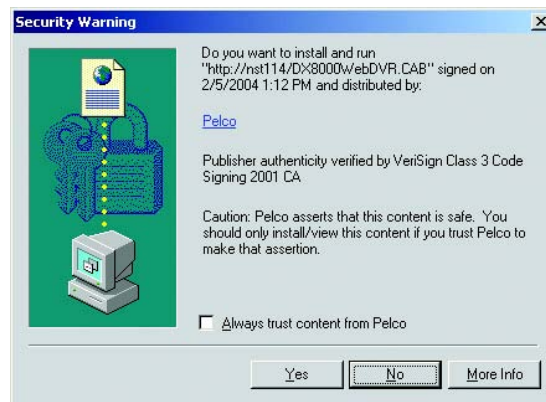 Security Warning
Do you want to install and run
"http://nst114/DX8000WebDVR.CAB" signed on
2/5/2004 1:12 PM and distributed by:
Pelco
Publisher authenticity verified by VeriSign Class 3 Code
Signing 2001 CA
Caution: Pelco asserts that this content is safe. You
should only install/view this content if you trust Pelco to
make that assertion.
Always trust content from Pelco
Yes
No
More Info